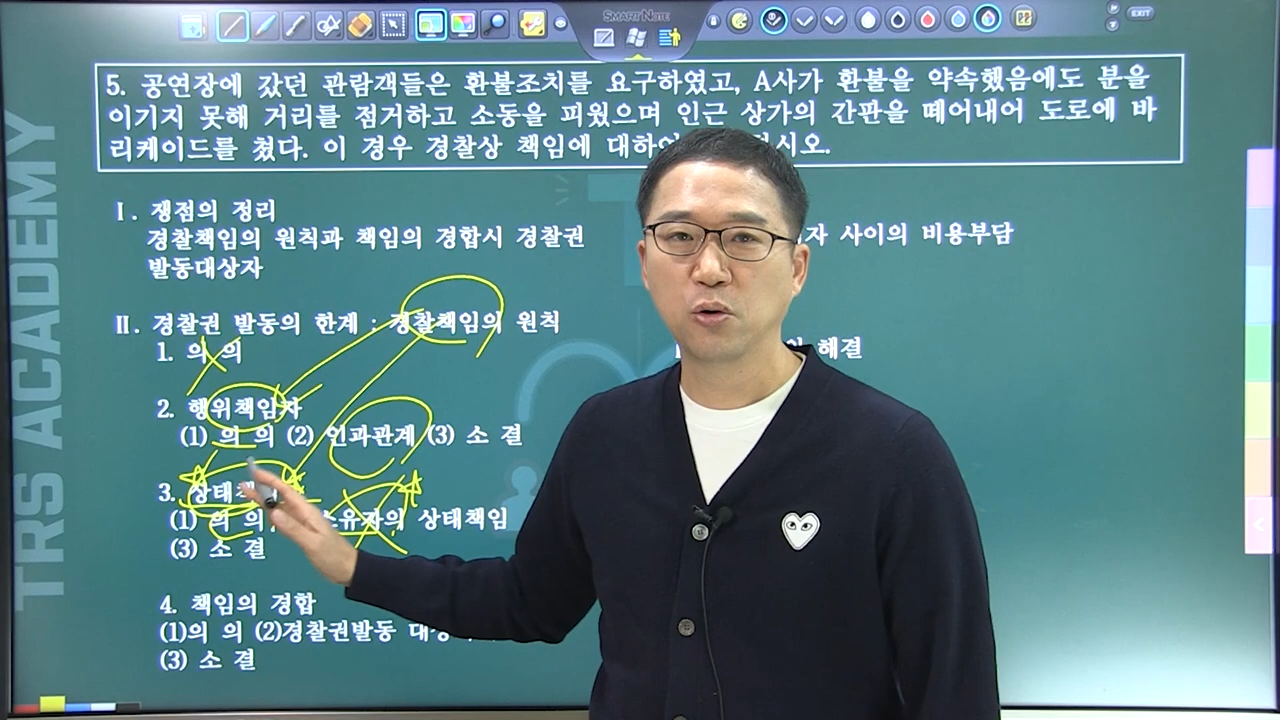 SMART NOTE
EXIT
5. 공연장에 갔던 관람객들은 환불조치를 요구하였고, A사가 환불을 약속했음에도 분을
이기지 못해 거리를 점거하고 소동을 피웠으며 인근 상가의 간판을 떼어내어 도로에 바
리케이드를 쳤다. 이 경우 경찰상 책임에 대하여 시오.
TRS ACADEMY
Ⅰ. 쟁점의 정리
경찰책임의 원칙과 책임의 경합시 경찰권
발동대상자
자 사이의 비용부담
Ⅱ. 경찰권 발동의 한계 : 경찰책임의 원칙
1. 의 의
해결
2. 행위책임자
(1) 의 의 (2) 인과관계 (3) 소 결
3. 상태책
(1) 의 의, 소유자의 상태책임
(3) 소 결
4. 책임의 경합
(1)의 의 (2)경찰권발동 대상
(3) 소 결